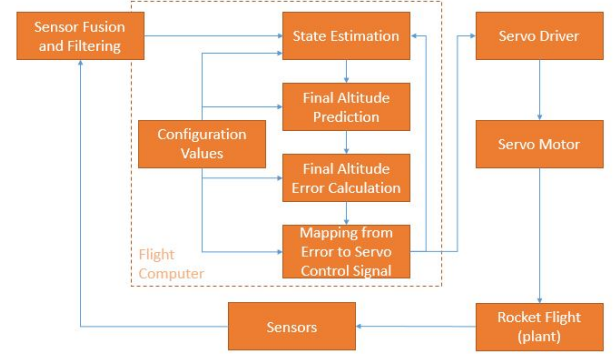 Sensor Fusion
and Filtering
State Estimation
Servo Driver
Final Altitude
Prediction
Configuration
Values
Servo Motor
Final Altitude
Error Calculation
Mapping from
Error to Servo
Control Signal
Flight
Computer
Sensors
Rocket Flight
(plant)